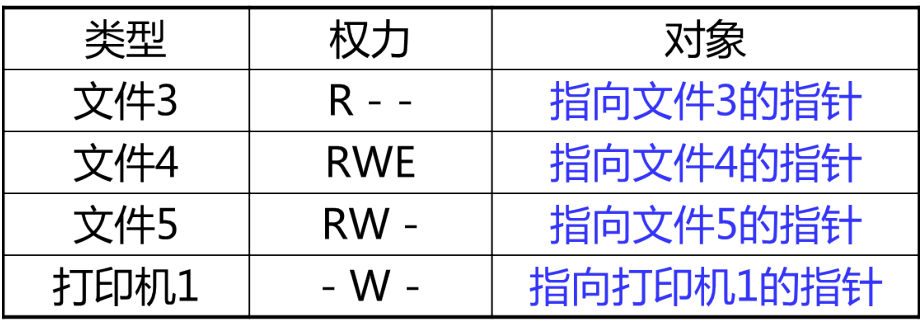 类型 权力 对象
文件3 R - - 指向文件3的指针
文件4 RWE 指向文件4的指针
文件5 RW - 指向文件5的指针
打印机1 - W - 指向打印机1的指针